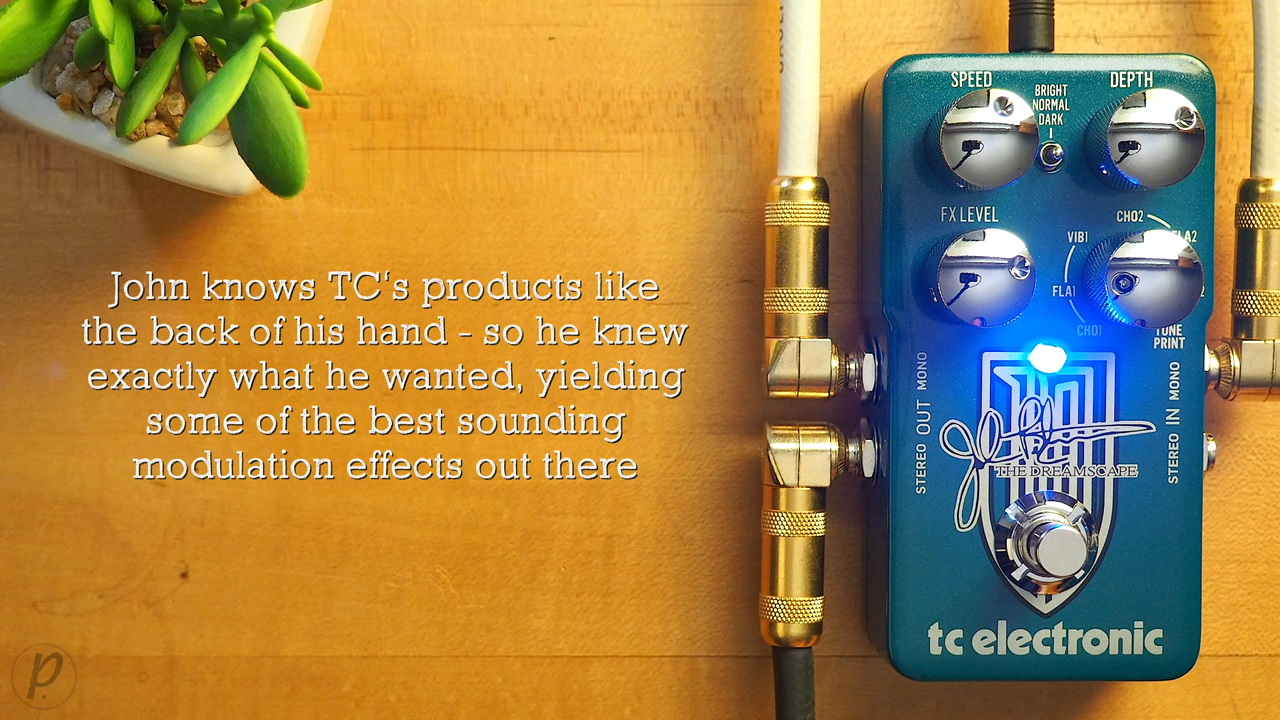 John knows TC's products like
the back of his hand - so he knew
exactly what he wanted, yielding
some of the best sounding
modulation effects out there
SPEED
DEPTH
BRIGHT
NORMAL
DARK
FX LEVEL
CHO2
VIB1
CHO1
TONE
PRINT
STEREO OUT MONO
STEREO IN MONO
THE DREAMSCAPE
tc electronic
p.